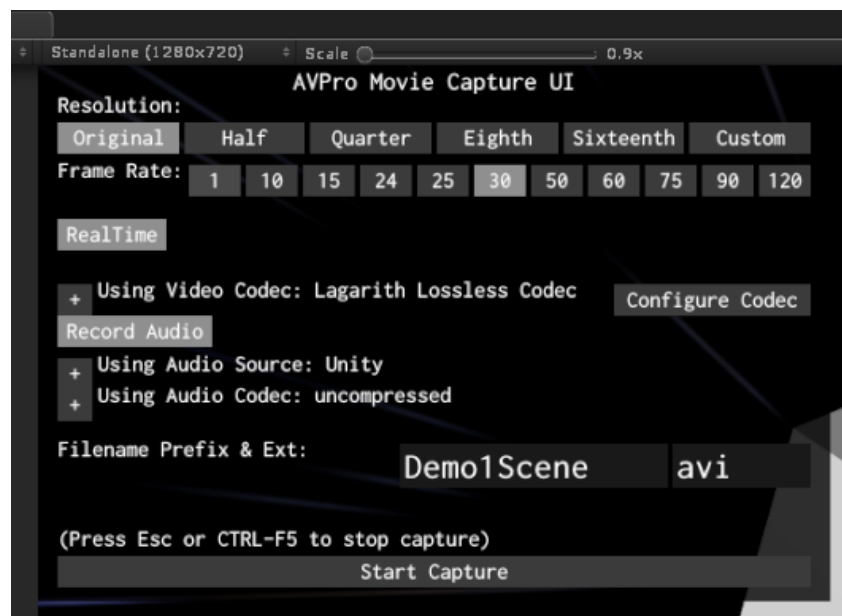 Standalone (1280x720) Scale 0.9x
AVPro Movie Capture UI
Resolution:
Original Half Quarter Eighth Sixteenth Custom
Frame Rate: 1 10 15 24 25 30 50 60 75 90 120
RealTime
+ Using Video Codec: Lagarith Lossless Codec Configure Codec
Record Audio
+ Using Audio Source: Unity
+ Using Audio Codec: uncompressed
Filename Prefix & Ext: Demo1Scene avi
(Press Esc or CTRL-F5 to stop capture)
Start Capture